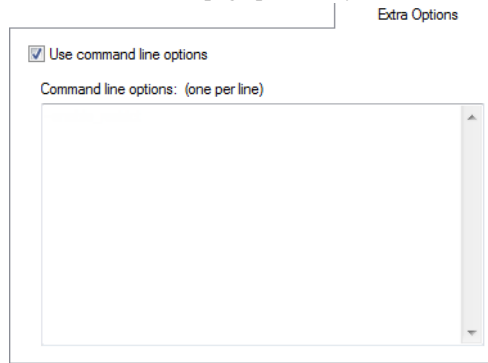 Extra Options
Use command line options
Command line options: (one per line)